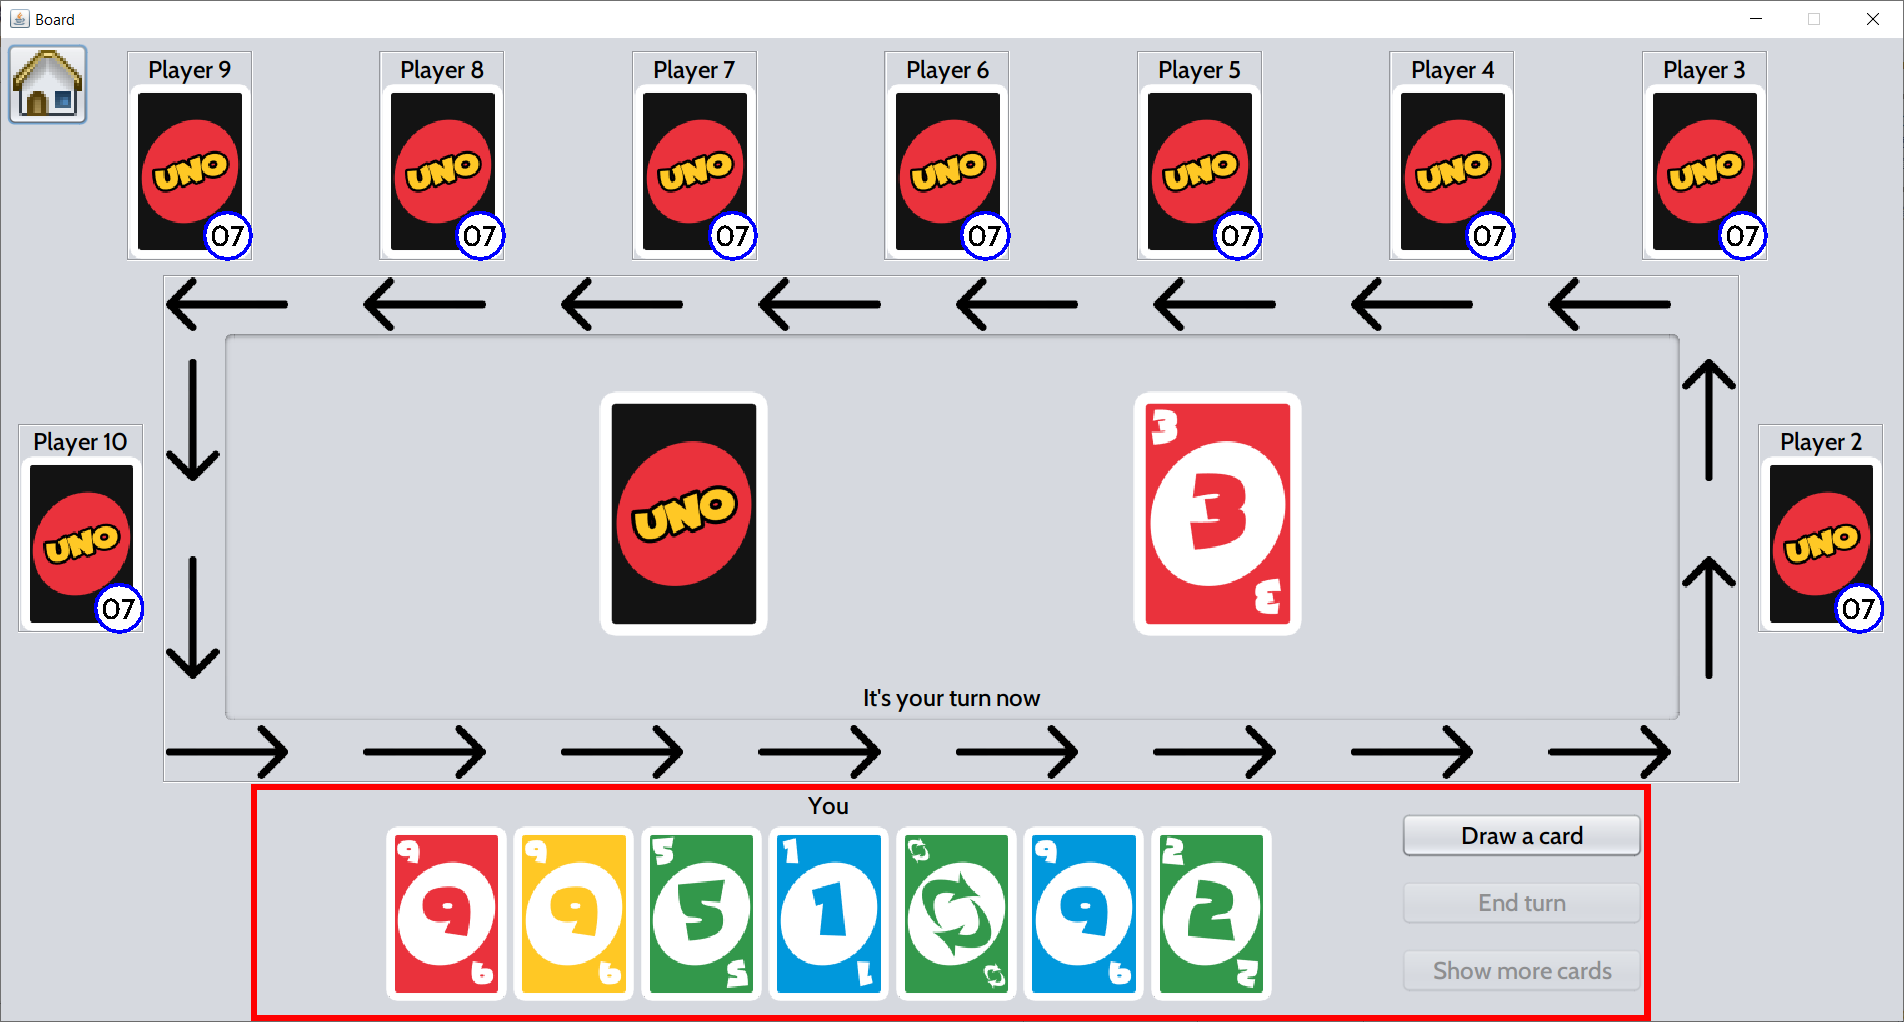 Board
Player 9
Player 8
Player 7
Player 6
Player 5
Player 4
Player 3
UNO
UNO
UNO
UNO
UNO
UNO
UNO
07
07
07
07
07
07
07
Player 10
UNO
07
UNO
3
3
3
Player 2
UNO
07
It's your turn now
You
9
9
9
9
9
9
5
5
5
1
1
1
9
9
9
2
2
2
Draw a card
End turn
Show more cards